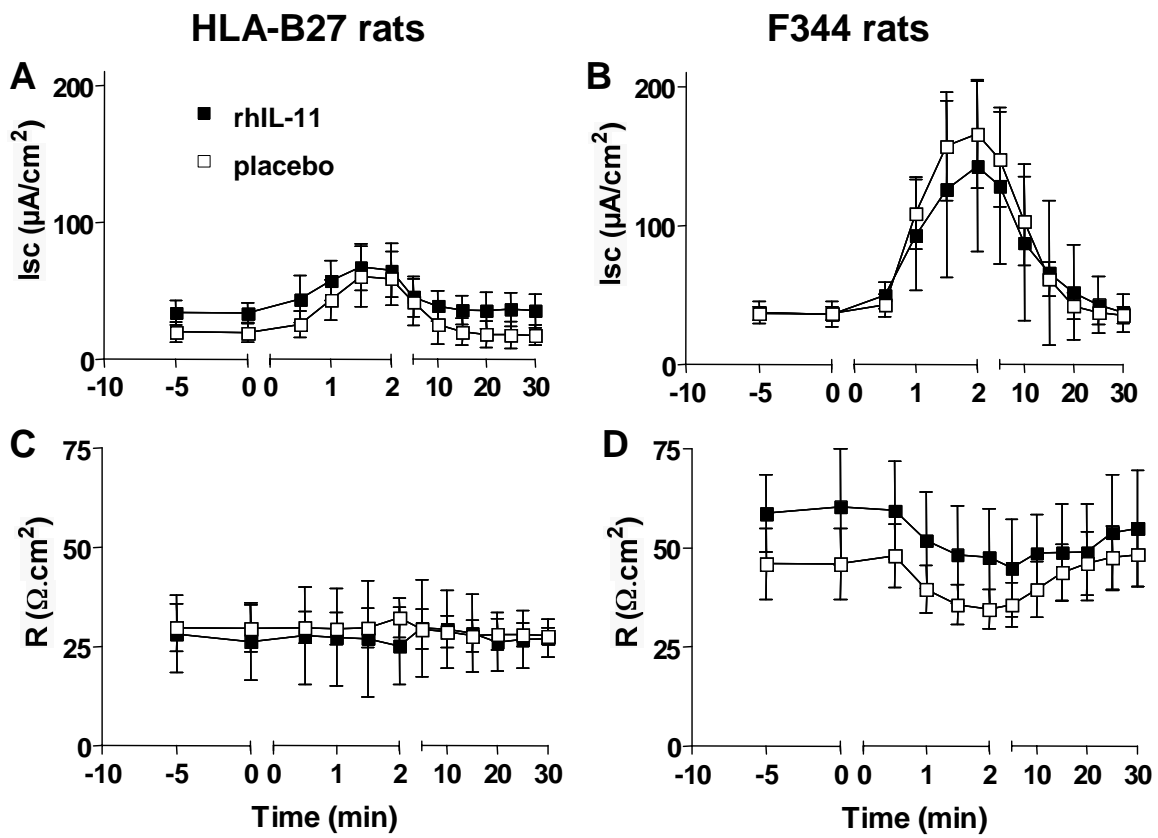 HLA-B27 rats
F344 rats
A
200
100
0
Isc (µA/cm²)
rhIL-11
placebo
-10 -5 0 0 1 2 10 20 30
B
200
100
0
Isc (µA/cm²)
-10 -5 0 0 1 2 10 20 30
C
75
50
25
0
R (Ω.cm²)
-10 -5 0 0 1 2 10 20 30
Time (min)
D
75
50
25
0
R (Ω.cm²)
-10 -5 0 0 1 2 10 20 30
Time (min)